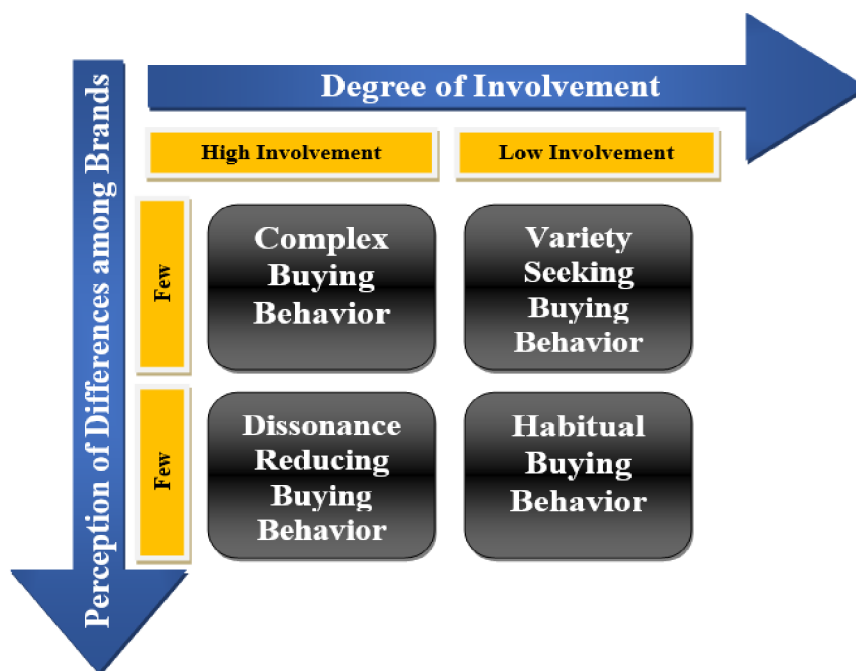 Degree of Involvement
Perception of Differences among Brands
High Involvement
Low Involvement
Few
Complex
Buying
Behavior
Variety
Seeking
Buying
Behavior
Few
Dissonance
Reducing
Buying
Behavior
Habitual
Buying
Behavior